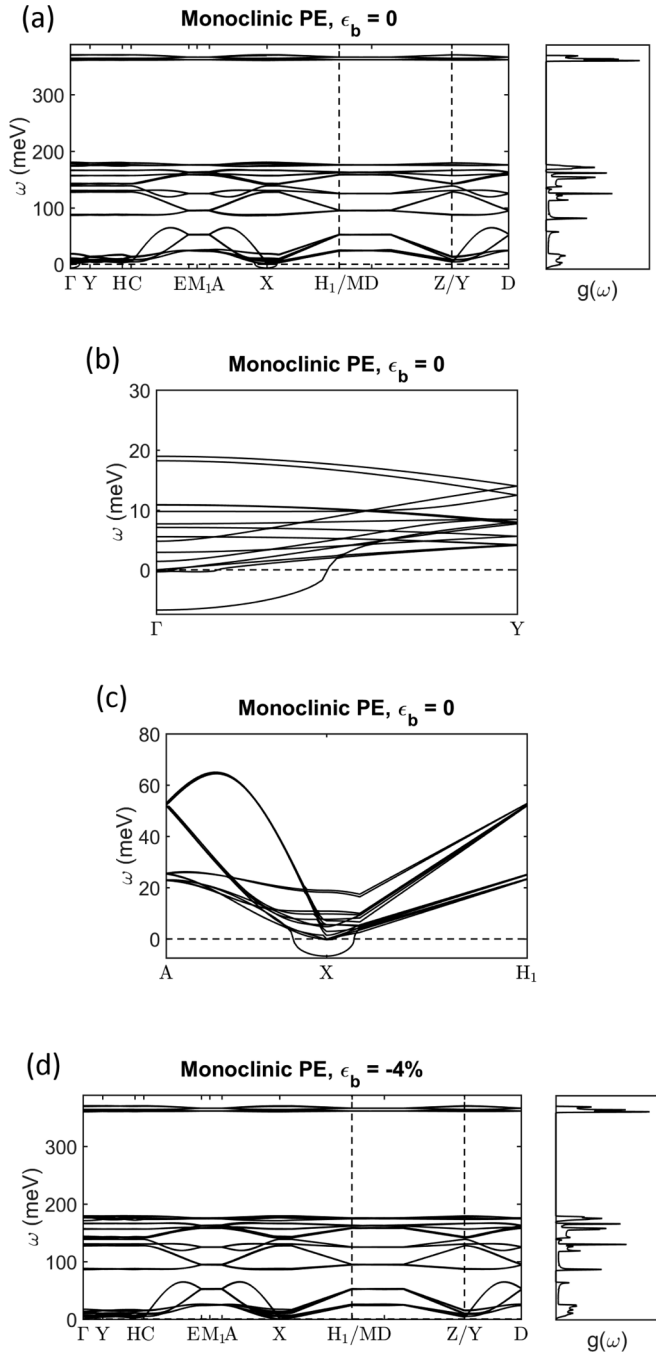 (a)
Monoclinic PE, ϵb = 0
ω (meV)
300
200
100
0
Γ Y HC EM₁A X H₁/MD Z/Y D
g(ω)
(b)
Monoclinic PE, ϵb = 0
ω (meV)
30
20
10
0
Γ Y
(c)
Monoclinic PE, ϵb = 0
ω (meV)
80
60
40
20
0
A X H₁
(d)
Monoclinic PE, ϵb = -4%
ω (meV)
300
200
100
0
Γ Y HC EM₁A X H₁/MD Z/Y D
g(ω)